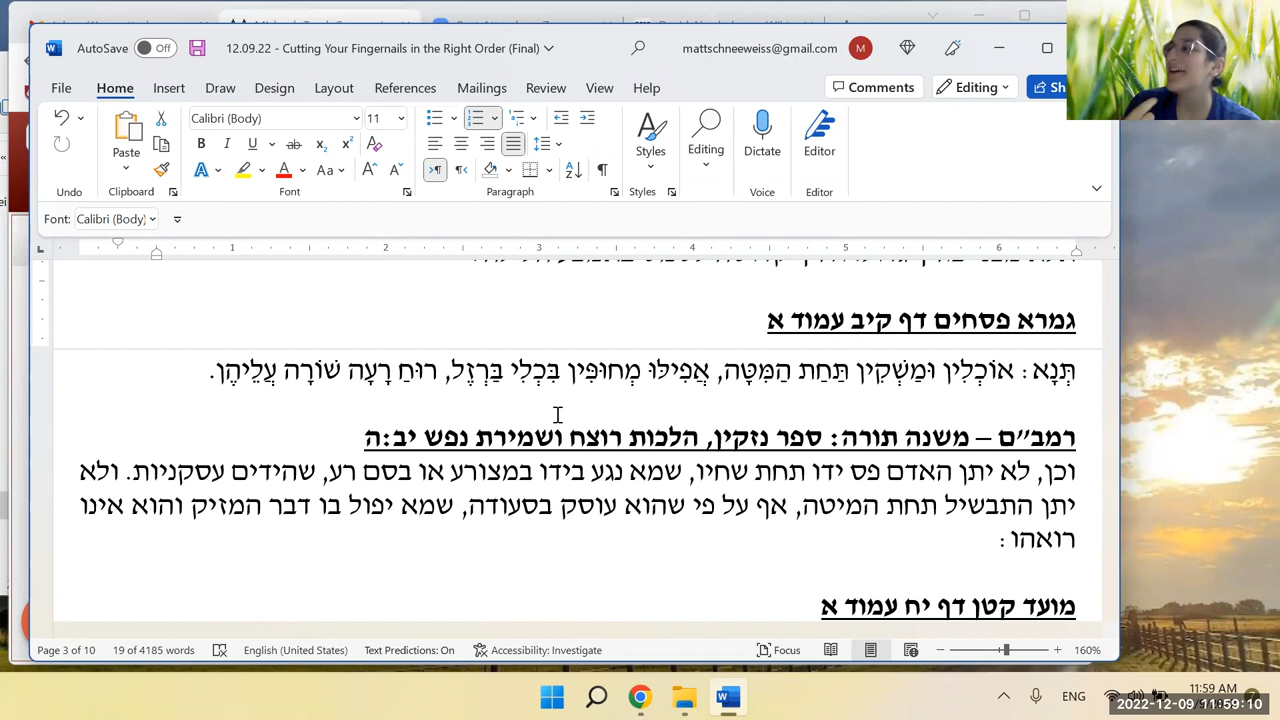 AutoSave Off 12.09.22 - Cutting Your Fingernails in the Right Order (Final) mattschneeweiss@gmail.com M
File Home Insert Draw Design Layout References Mailings Review View Help Comments Editing Sh
Calibri (Body) 11
Paste Styles Editing Dictate Editor
Undo Clipboard Font Paragraph Styles Voice Editor
Font: Calibri (Body)
1 2 3 4 5 6
גמרא פסחים דף קיב עמוד א
תְּנָא: אוֹכְלִין וּמַשְׁקִין תַּחַת הַמִּטָּה, אֲפִילּוּ מְחוּפִּין בִּכְלִי בַּרְזֶל, רוּחַ רָעָה שׁוֹרָה עֲלֵיהֶן.
רמב״ם – משנה תורה: ספר נזקין, הלכות רוצח ושמירת נפש יב:ה
וכן, לא יתן האדם פס ידו תחת שחיו, שמא נגע בידו במצורע או בסם רע, שהידים עסקניות. ולא
יתן התבשיל תחת המיטה, אף על פי שהוא עוסק בסעודה, שמא יפול בו דבר המזיק והוא אינו
רואהו:
מועד קטן דף יח עמוד א
Page 3 of 10 19 of 4185 words English (United States) Text Predictions: On Accessibility: Investigate Focus 160%
ENG 11:59 AM
2022-12-09 11:59:10